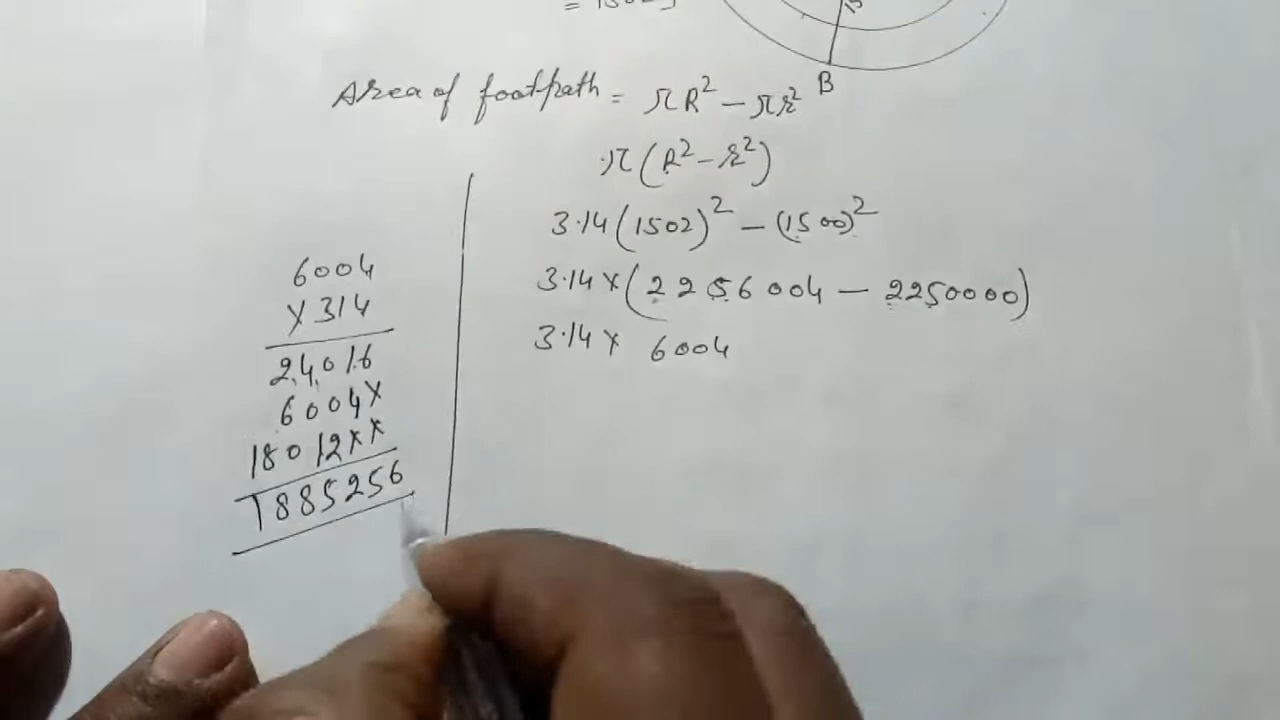 = 1502
B
Area of footpath = πR² - πr²
π(R² - r²)
3.14(1502)² - (1500)²
3.14 × (2256004 - 2250000)
3.14 × 6004
6004
× 314
24016
6004×
18012××
1885256